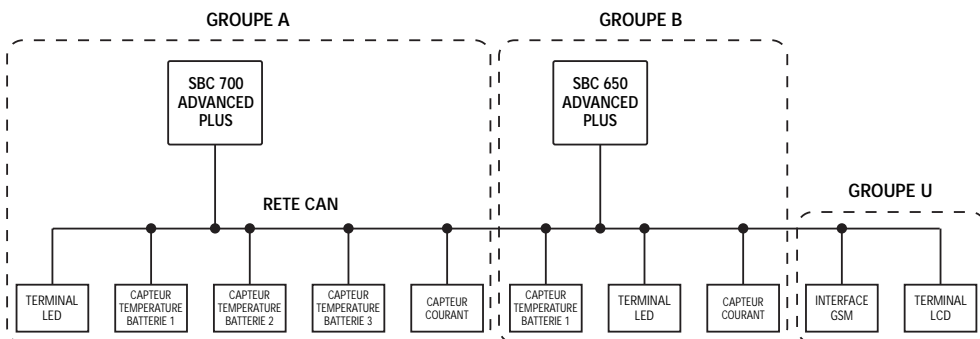 GROUPE A
GROUPE B
SBC 700
ADVANCED
PLUS
SBC 650
ADVANCED
PLUS
GROUPE U
RETE CAN
TERMINAL
LED
CAPTEUR
TEMPERATURE
BATTERIE 1
CAPTEUR
TEMPERATURE
BATTERIE 2
CAPTEUR
TEMPERATURE
BATTERIE 3
CAPTEUR
COURANT
CAPTEUR
TEMPERATURE
BATTERIE 1
TERMINAL
LED
CAPTEUR
COURANT
INTERFACE
GSM
TERMINAL
LCD